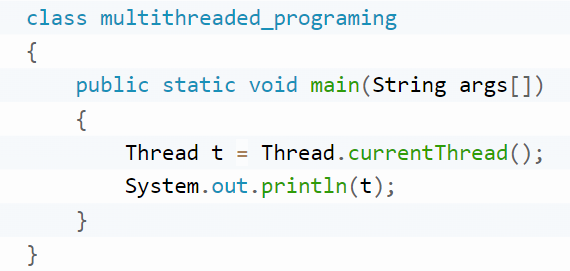 class multithreaded_programing
{
public static void main(String args[])
{
Thread t = Thread.currentThread();
System.out.println(t);
}
}